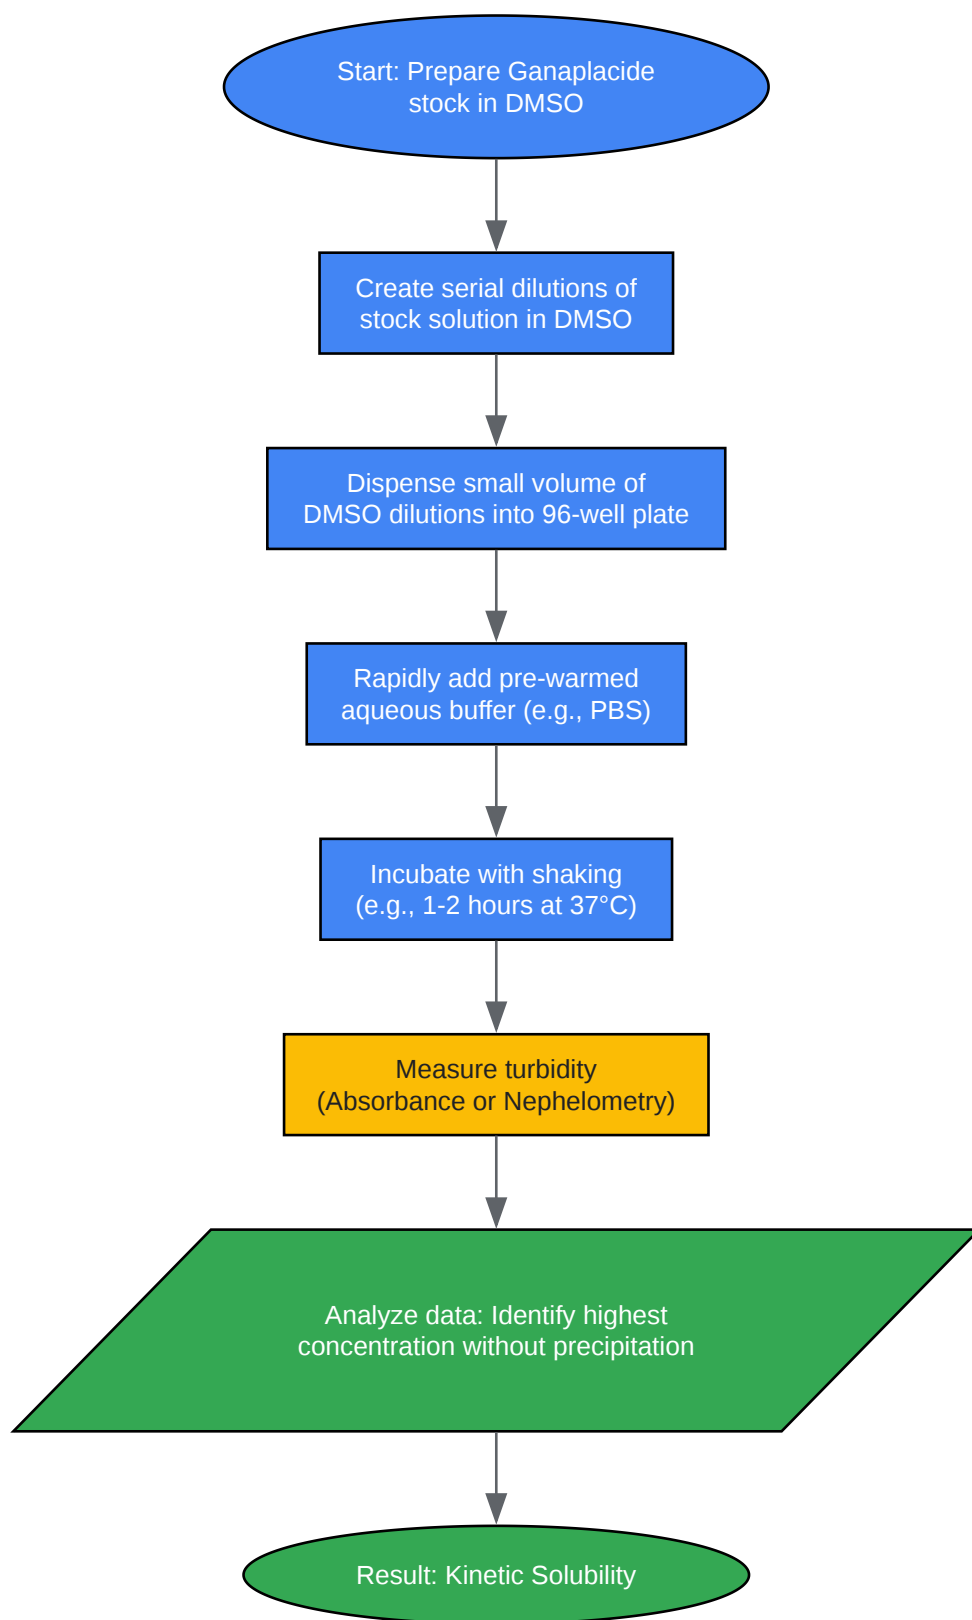 Start: Prepare Ganaplacide
stock in DMSO
Create serial dilutions of
stock solution in DMSO
Dispense small volume of
DMSO dilutions into 96-well plate
Rapidly add pre-warmed
aqueous buffer (e.g., PBS)
Incubate with shaking
(e.g., 1-2 hours at 37°C)
Measure turbidity
(Absorbance or Nephelometry)
Analyze data: Identify highest
concentration without precipitation
Result: Kinetic Solubility